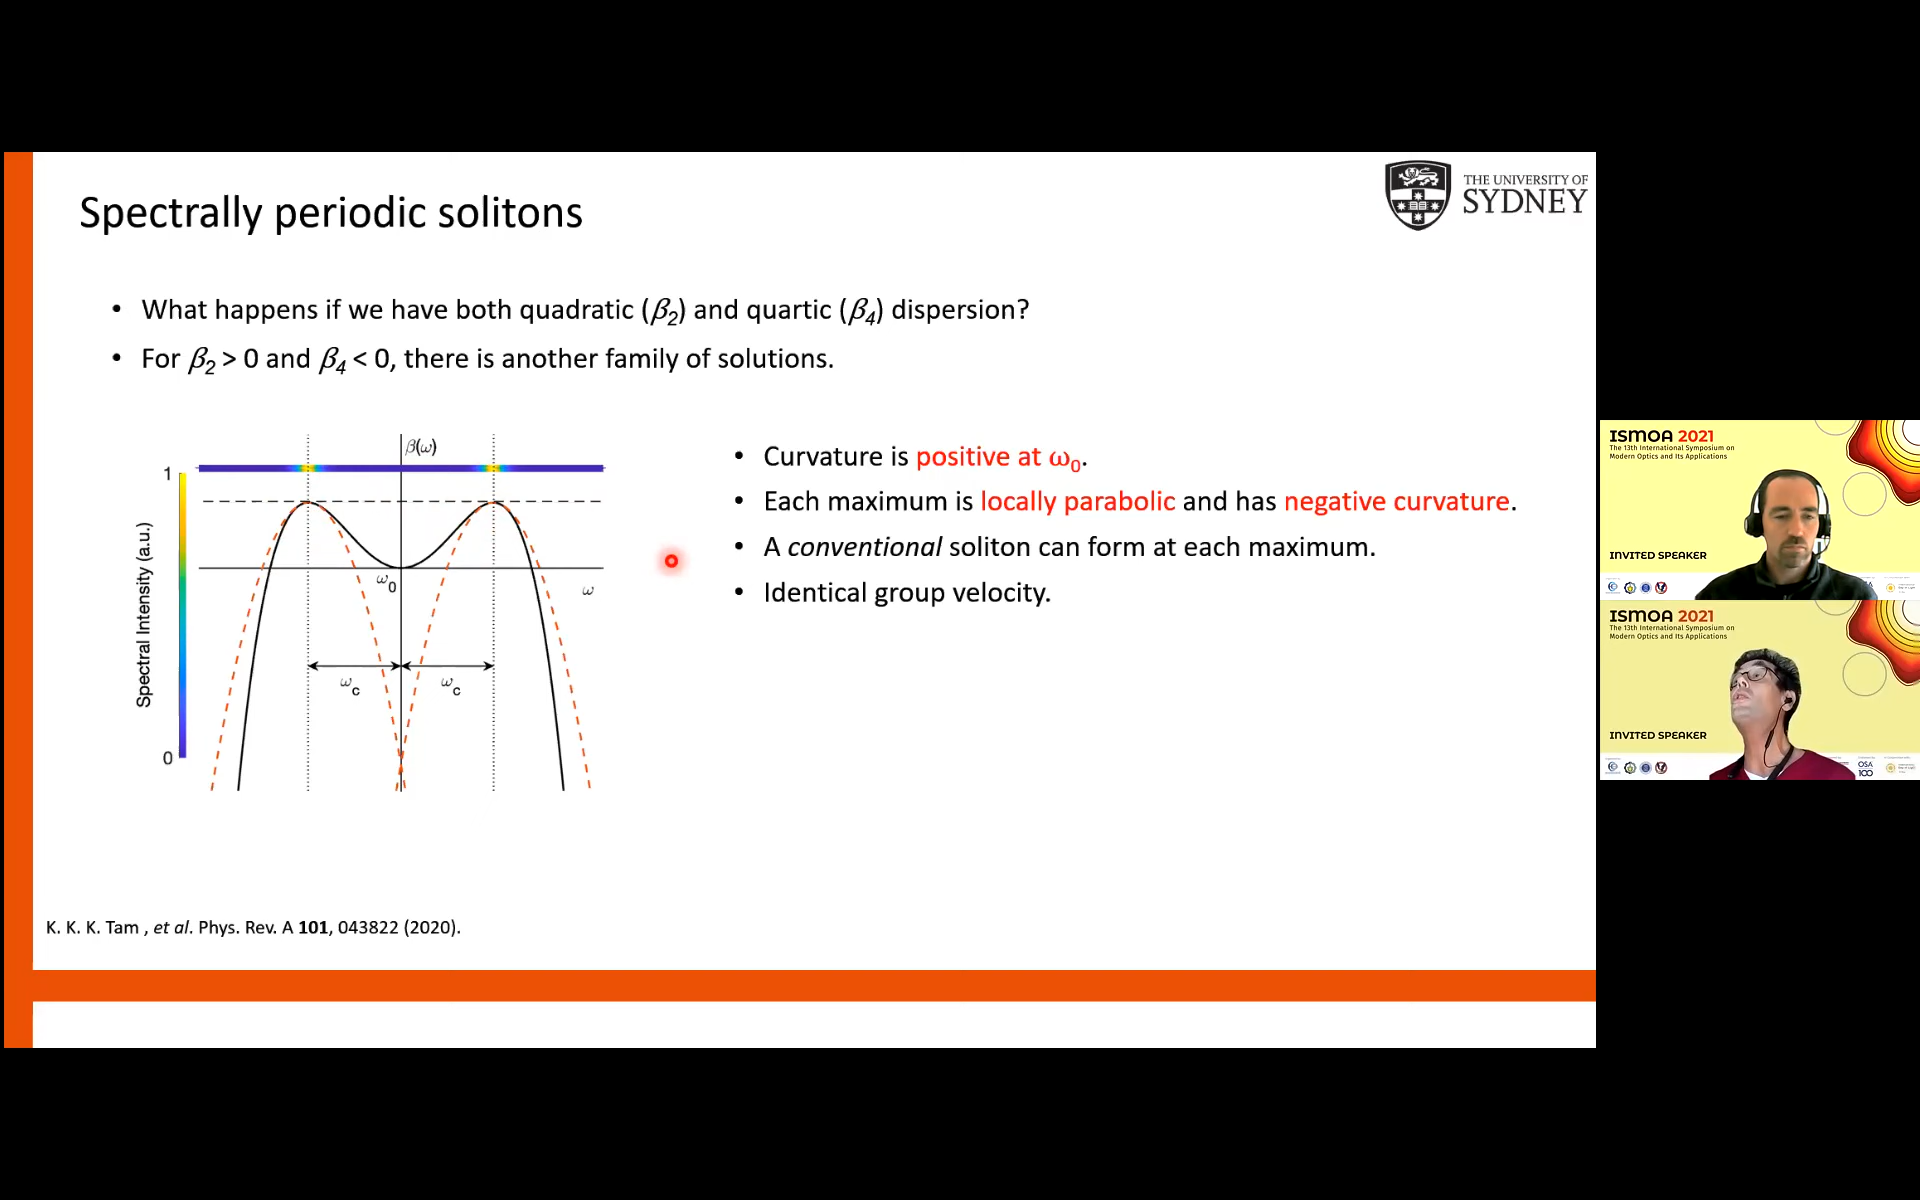 Spectrally periodic solitons
THE UNIVERSITY OF
SYDNEY
• What happens if we have both quadratic (β2) and quartic (β4) dispersion?
• For β2 > 0 and β4 < 0, there is another family of solutions.
β(ω)
1
Spectral Intensity (a.u.)
0
ω0
ω
ωc
ωc
• Curvature is positive at ω0.
• Each maximum is locally parabolic and has negative curvature.
• A conventional soliton can form at each maximum.
• Identical group velocity.
K. K. K. Tam , et al. Phys. Rev. A 101, 043822 (2020).
ISMOA 2021
The 13th International Symposium on
Modern Optics and Its Applications
INVITED SPEAKER
ISMOA 2021
The 13th International Symposium on
Modern Optics and Its Applications
INVITED SPEAKER
OSA
100